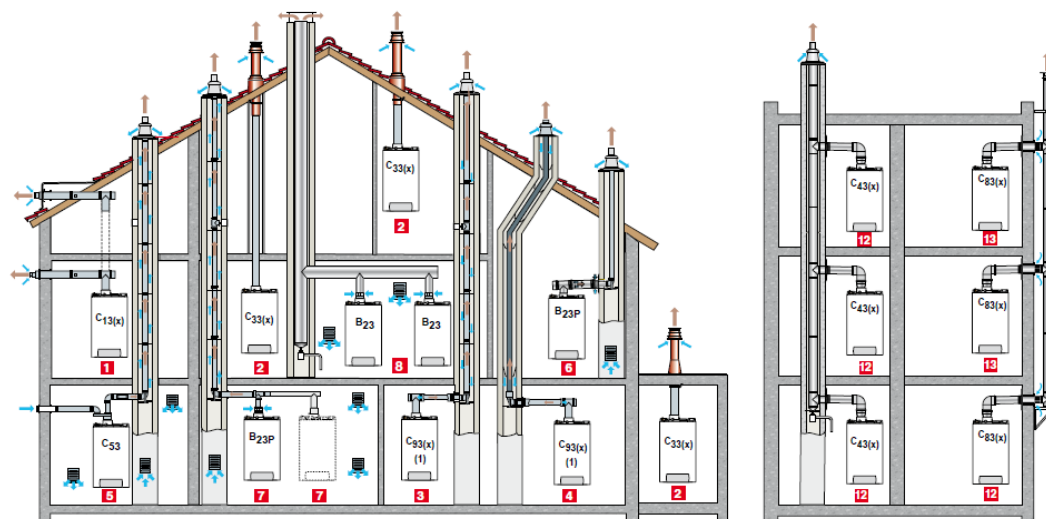 C33(x)
2
C43(x)
12
C83(x)
13
C13(x)
1
C33(x)
2
B23
B23
8
B23P
6
C43(x)
12
C83(x)
13
C53
5
B23P
7
7
C93(x)
(1)
3
C93(x)
(1)
4
C33(x)
2
C43(x)
12
C83(x)
12